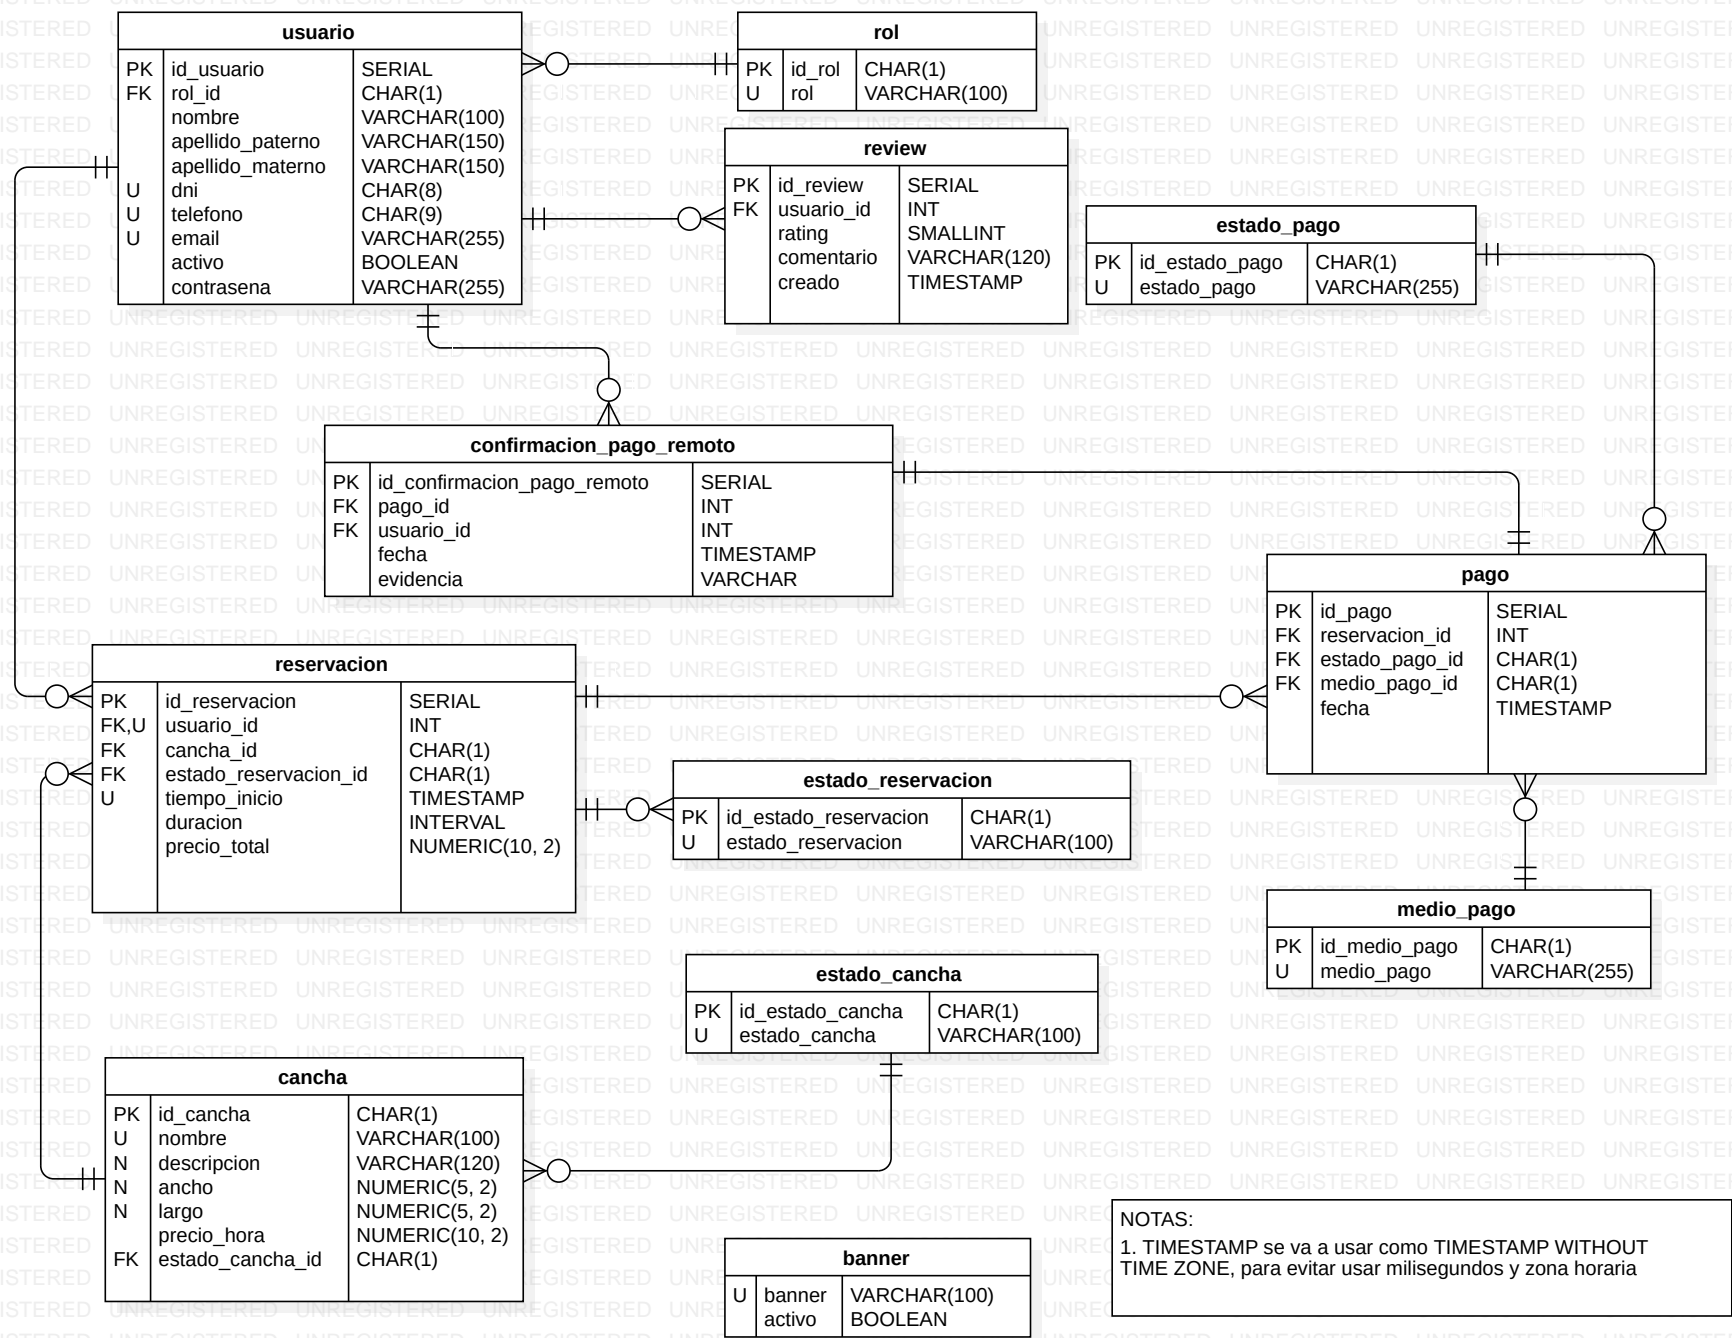 usuario
PK id_usuario SERIAL
FK rol_id CHAR(1)
nombre VARCHAR(100)
apellido_paterno VARCHAR(150)
apellido_materno VARCHAR(150)
U dni CHAR(8)
U telefono CHAR(9)
U email VARCHAR(255)
activo BOOLEAN
contrasena VARCHAR(255)
rol
PK id_rol CHAR(1)
U rol VARCHAR(100)
review
PK id_review SERIAL
FK usuario_id INT
rating SMALLINT
comentario VARCHAR(120)
creado TIMESTAMP
estado_pago
PK id_estado_pago CHAR(1)
U estado_pago VARCHAR(255)
confirmacion_pago_remoto
PK id_confirmacion_pago_remoto SERIAL
FK pago_id INT
FK usuario_id INT
fecha TIMESTAMP
evidencia VARCHAR
pago
PK id_pago SERIAL
FK reservacion_id INT
FK estado_pago_id CHAR(1)
FK medio_pago_id CHAR(1)
fecha TIMESTAMP
reservacion
PK id_reservacion SERIAL
FK,U usuario_id INT
FK cancha_id CHAR(1)
FK estado_reservacion_id CHAR(1)
U tiempo_inicio TIMESTAMP
duracion INTERVAL
precio_total NUMERIC(10, 2)
estado_reservacion
PK id_estado_reservacion CHAR(1)
U estado_reservacion VARCHAR(100)
medio_pago
PK id_medio_pago CHAR(1)
U medio_pago VARCHAR(255)
estado_cancha
PK id_estado_cancha CHAR(1)
U estado_cancha VARCHAR(100)
cancha
PK id_cancha CHAR(1)
U nombre VARCHAR(100)
N descripcion VARCHAR(120)
N ancho NUMERIC(5, 2)
N largo NUMERIC(5, 2)
precio_hora NUMERIC(10, 2)
FK estado_cancha_id CHAR(1)
banner
U banner VARCHAR(100)
activo BOOLEAN
NOTAS:
1. TIMESTAMP se va a usar como TIMESTAMP WITHOUT
TIME ZONE, para evitar usar milisegundos y zona horaria
UNREGISTERED